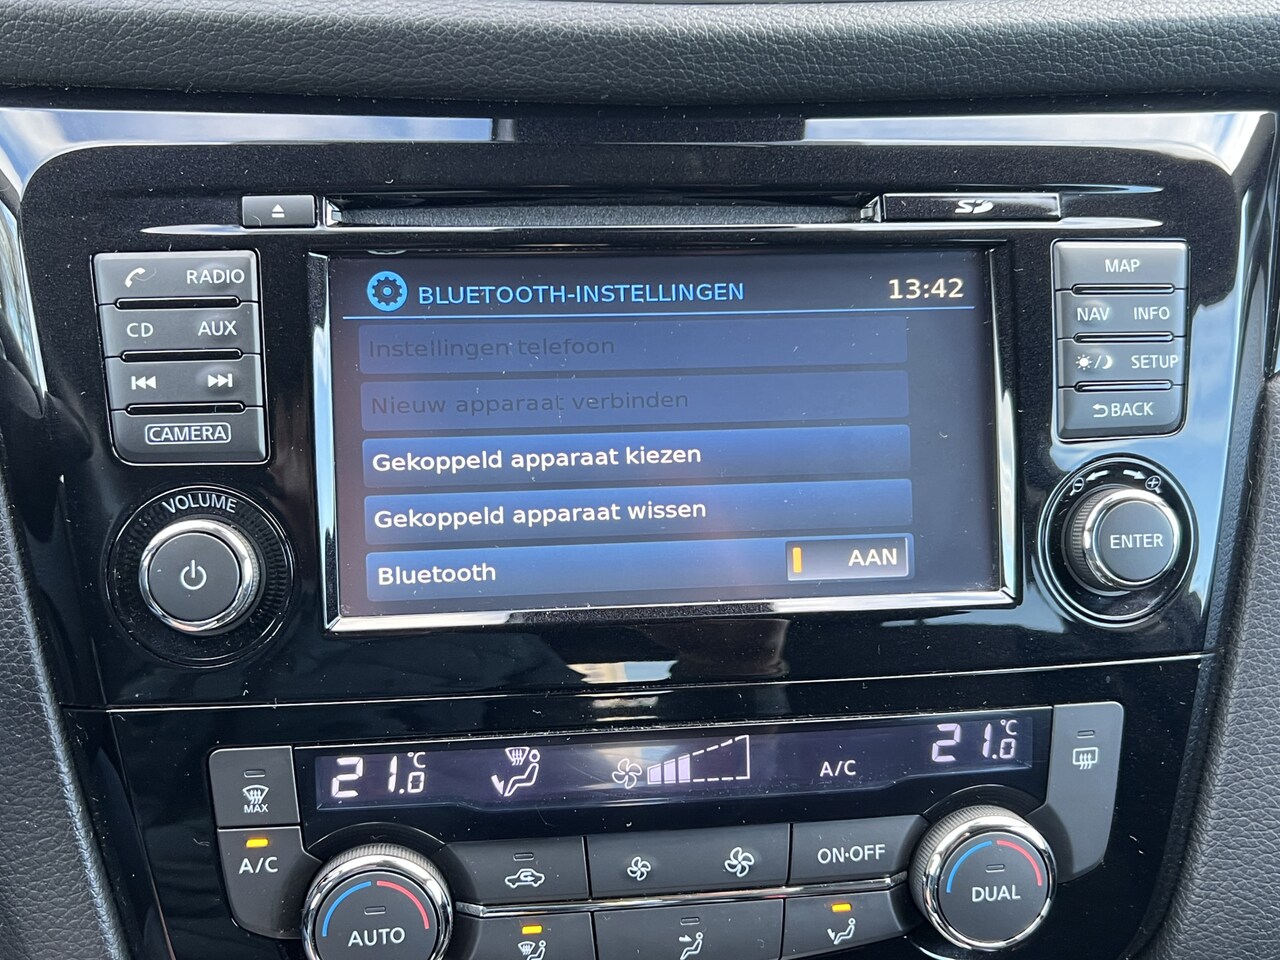 SD
RADIO
CD AUX
CAMERA
VOLUME
BLUETOOTH-INSTELLINGEN 13:42
Instellingen telefoon
Nieuw apparaat verbinden
Gekoppeld apparaat kiezen
Gekoppeld apparaat wissen
Bluetooth AAN
MAP
NAV INFO
SETUP
BACK
ENTER
21.0°C A/C 21.0°C
MAX
A/C
ON·OFF
AUTO
DUAL